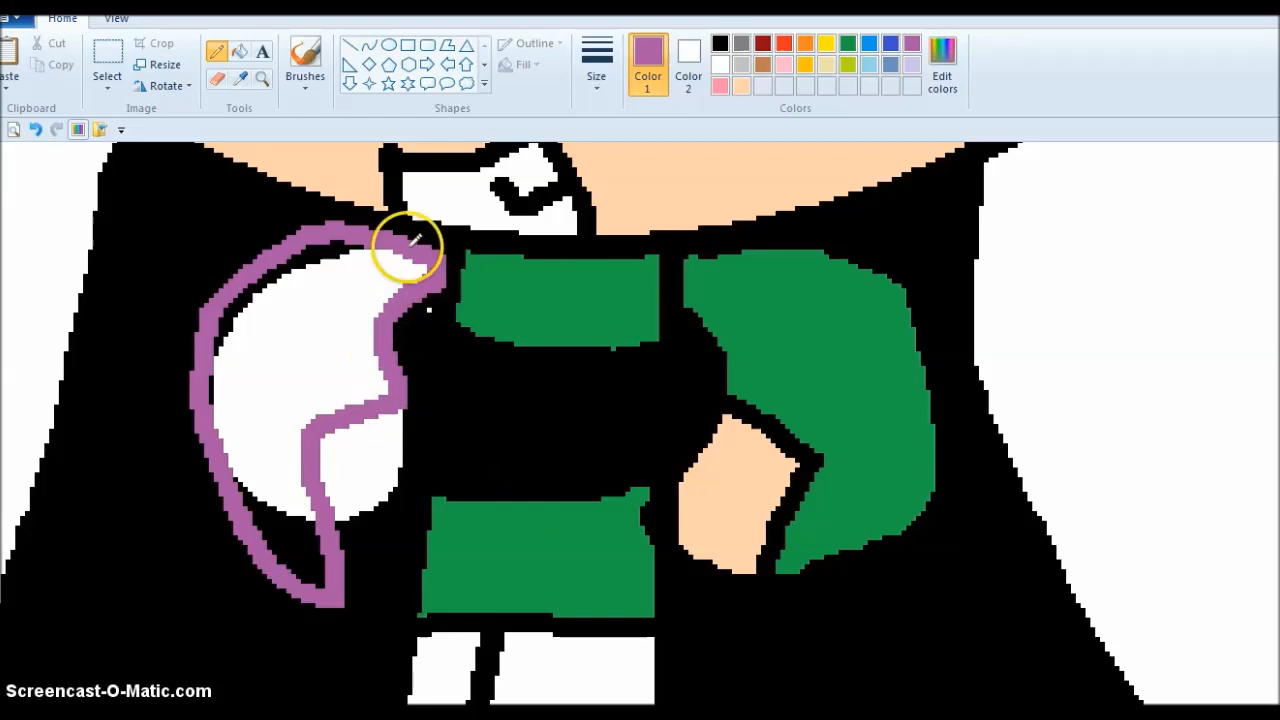 Home View
Cut
Copy
aste
Clipboard
Select
Crop
Resize
Rotate
Image
A
Tools
Brushes
Outline
Fill
Shapes
Size
Color 1
Color 2
Edit colors
Colors
Screencast-O-Matic.com